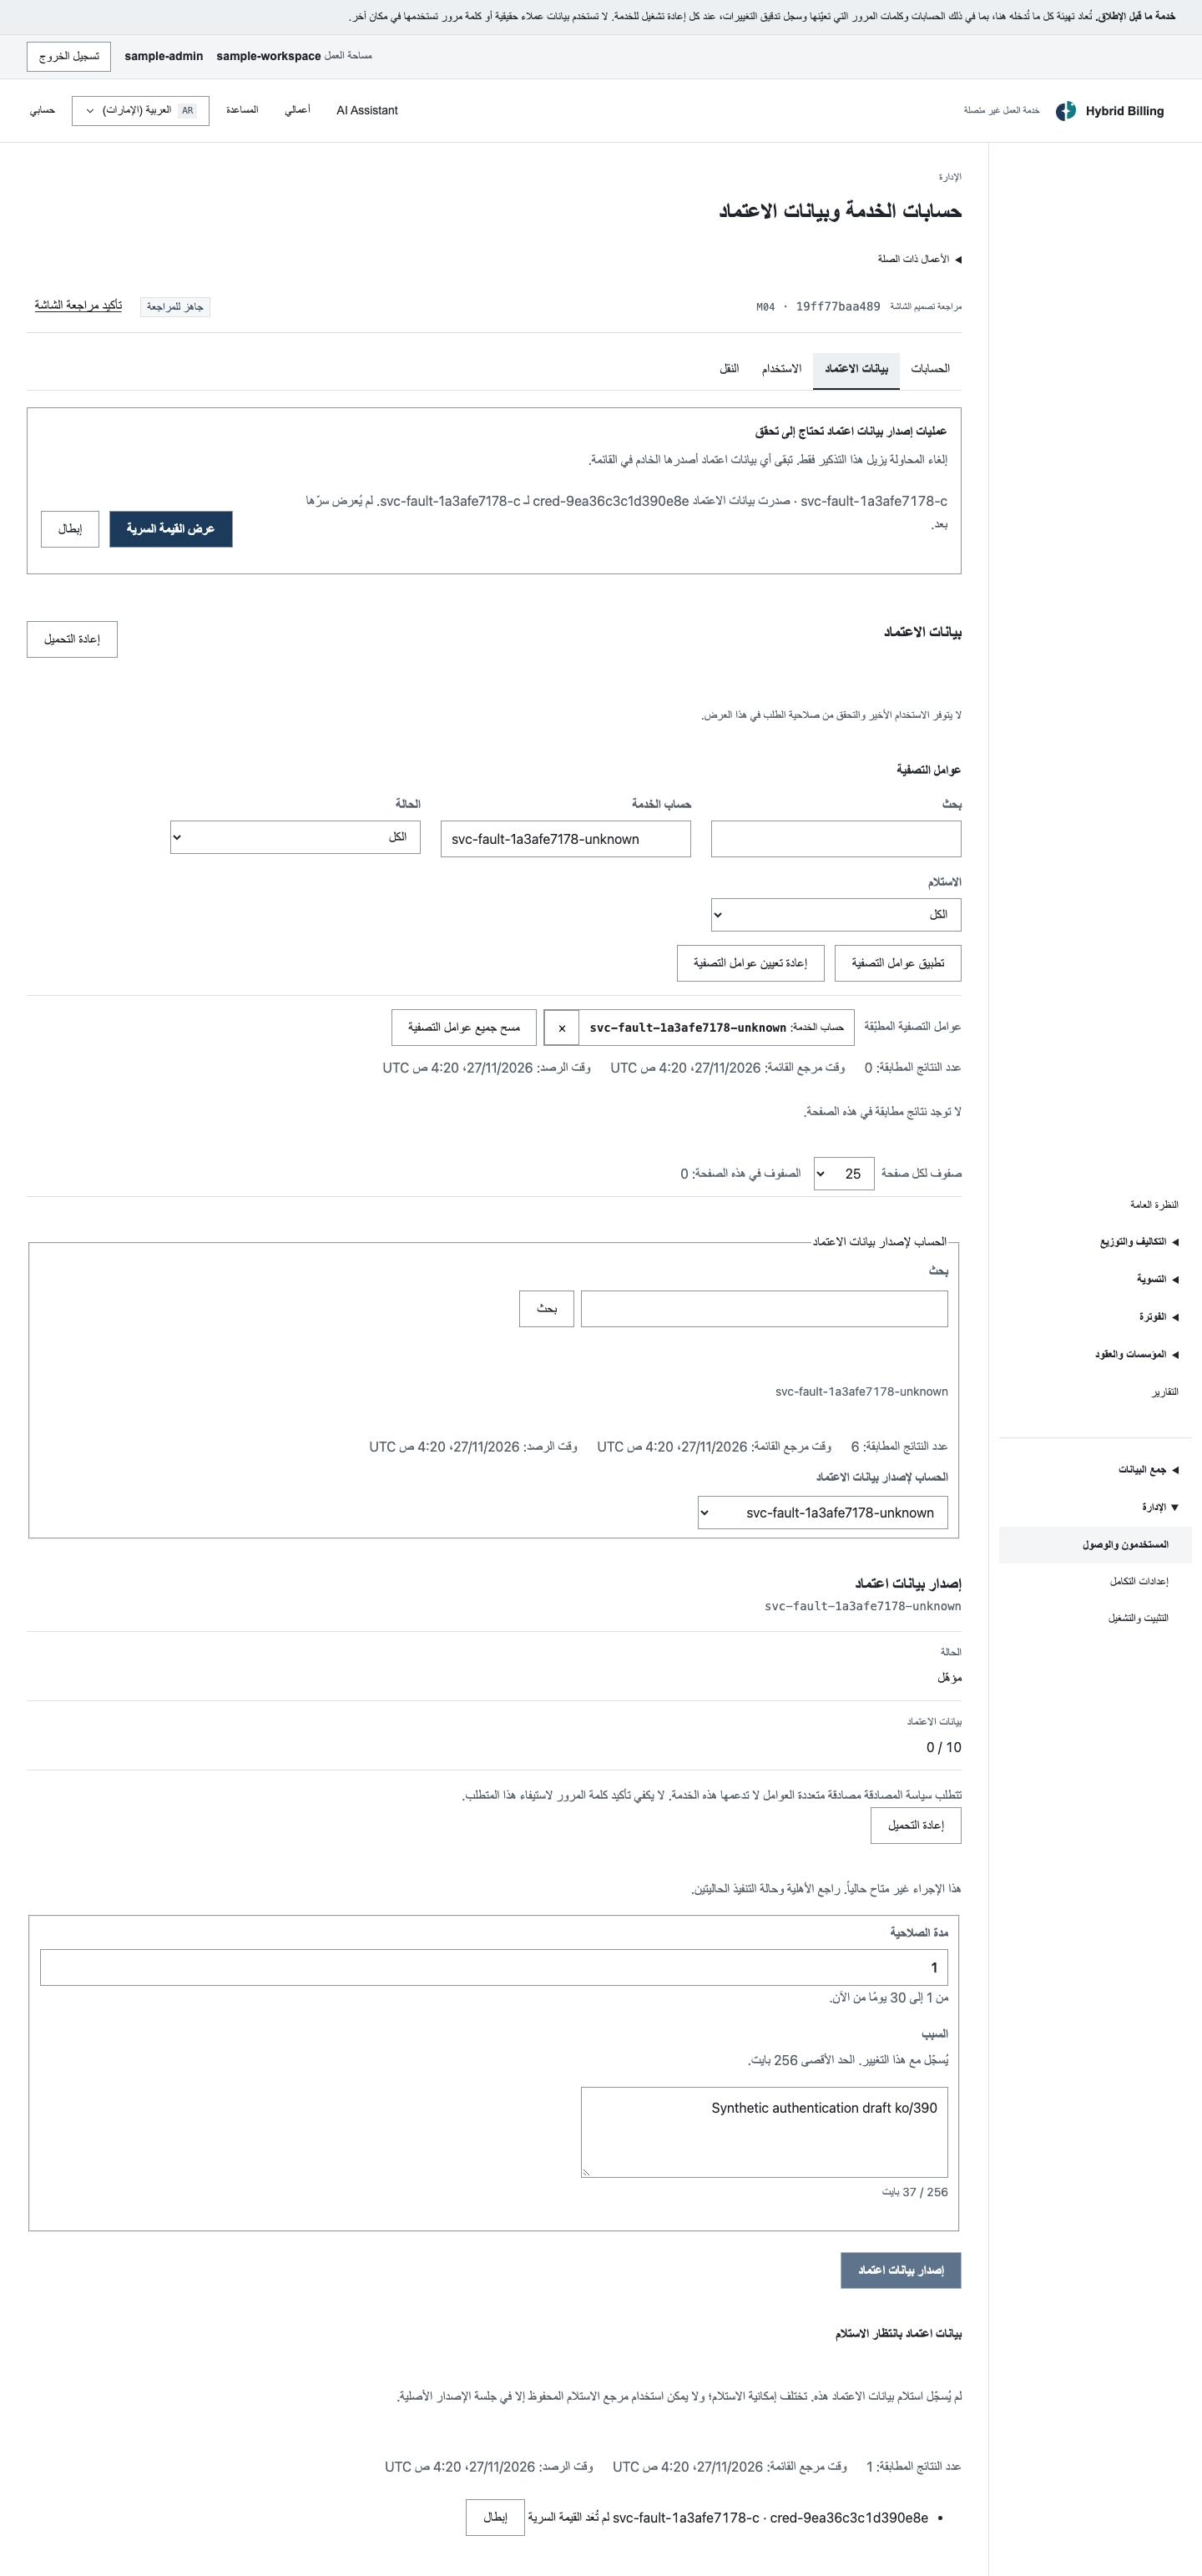 خدمة ما قبل الإطلاق. تُعاد تهيئة كل ما تُدخله هنا، بما في ذلك الحسابات وكلمات المرور التي تعيّنها وسجل تدقيق التغييرات، عند كل إعادة تشغيل للخدمة. لا تستخدم بيانات عملاء حقيقية أو كلمة مرور تستخدمها في مكان آخر.
مساحة العمل sample-workspace sample-admin تسجيل الخروج
Hybrid Billing خدمة العمل غير متصلة AI Assistant أعمالي المساعدة AR العربية (الإمارات) حسابي
الإدارة
حسابات الخدمة وبيانات الاعتماد
الأعمال ذات الصلة
مراجعة تصميم الشاشة M04 · 19ff77baa489 جاهز للمراجعة تأكيد مراجعة الشاشة
الحسابات بيانات الاعتماد الاستخدام النقل
عمليات إصدار بيانات اعتماد تحتاج إلى تحقق
إلغاء المحاولة يزيل هذا التذكير فقط. تبقى أي بيانات اعتماد أصدرها الخادم في القائمة.
svc-fault-1a3afe7178-c · صدرت بيانات الاعتماد cred-9ea36c3c1d390e8e لـ svc-fault-1a3afe7178-c. لم يُعرض سرّها
بعد.
عرض القيمة السرية إبطال
بيانات الاعتماد إعادة التحميل
لا يتوفر الاستخدام الأخير والتحقق من صلاحية الطلب في هذا العرض.
عوامل التصفية
بحث حساب الخدمة الحالة
svc-fault-1a3afe7178-unknown الكل
الاستلام
الكل
تطبيق عوامل التصفية إعادة تعيين عوامل التصفية
عوامل التصفية المطبّقة حساب الخدمة: svc-fault-1a3afe7178-unknown × مسح جميع عوامل التصفية
عدد النتائج المطابقة: 0 وقت مرجع القائمة: 27/11/2026، 4:20 ص UTC وقت الرصد: 27/11/2026، 4:20 ص UTC
لا توجد نتائج مطابقة في هذه الصفحة.
صفوف لكل صفحة 25 الصفوف في هذه الصفحة: 0
النظرة العامة
التكاليف والتوزيع
التسوية
الفوترة
المؤسسات والعقود
التقارير
جمع البيانات
الإدارة
المستخدمون والوصول
إعدادات التكامل
التثبيت والتشغيل
الحساب لإصدار بيانات الاعتماد
بحث
بحث
svc-fault-1a3afe7178-unknown
عدد النتائج المطابقة: 6 وقت مرجع القائمة: 27/11/2026، 4:20 ص UTC وقت الرصد: 27/11/2026، 4:20 ص UTC
الحساب لإصدار بيانات الاعتماد
svc-fault-1a3afe7178-unknown
إصدار بيانات اعتماد
svc-fault-1a3afe7178-unknown
الحالة
مؤهّل
بيانات الاعتماد
0 / 10
تتطلب سياسة المصادقة مصادقة متعددة العوامل لا تدعمها هذه الخدمة. لا يكفي تأكيد كلمة المرور لاستيفاء هذا المتطلب.
إعادة التحميل
هذا الإجراء غير متاح حالياً. راجع الأهلية وحالة التنفيذ الحاليتين.
مدة الصلاحية
1
من 1 إلى 30 يومًا من الآن.
السبب
يُسجّل مع هذا التغيير. الحد الأقصى 256 بايت.
Synthetic authentication draft ko/390
256 / 37 بايت
إصدار بيانات اعتماد
بيانات اعتماد بانتظار الاستلام
لم يُسجّل استلام بيانات الاعتماد هذه. تختلف إمكانية الاستلام؛ ولا يمكن استخدام مرجع الاستلام المحفوظ إلا في جلسة الإصدار الأصلية.
عدد النتائج المطابقة: 1 وقت مرجع القائمة: 27/11/2026، 4:20 ص UTC وقت الرصد: 27/11/2026، 4:20 ص UTC
svc-fault-1a3afe7178-c · cred-9ea36c3c1d390e8e لم تُعَد القيمة السرية إبطال